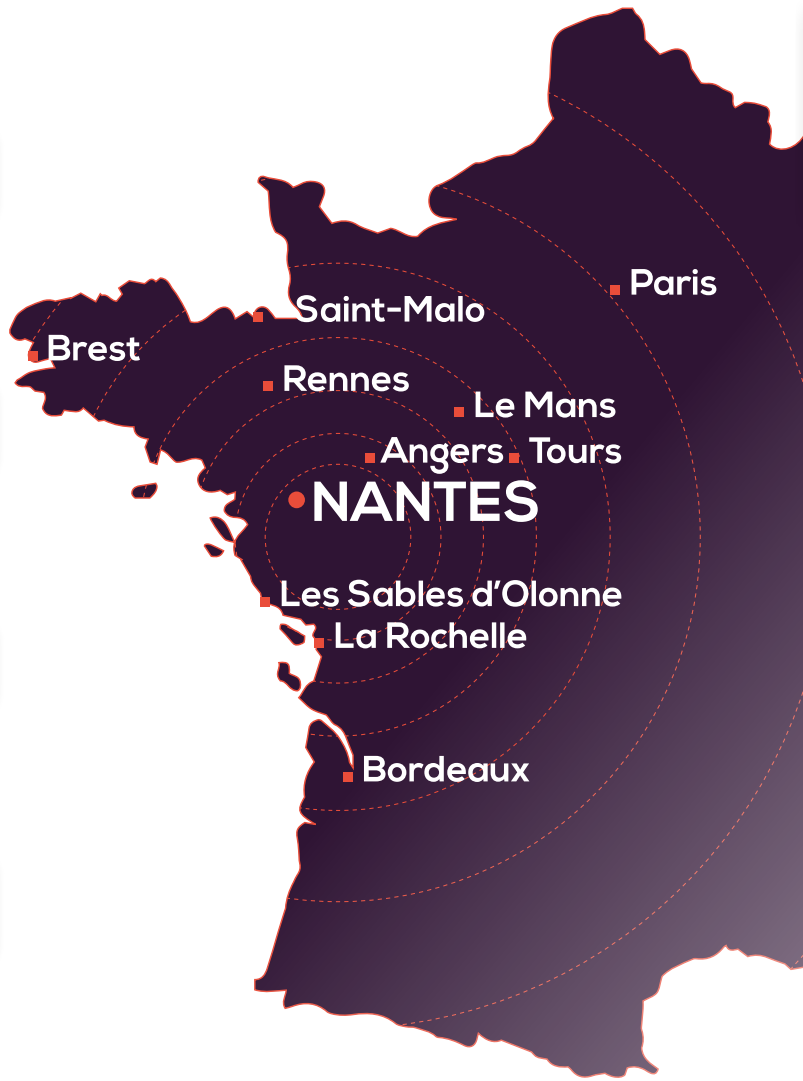 Paris
Saint-Malo
Brest
Rennes
Le Mans
Angers
Tours
NANTES
Les Sables d’Olonne
La Rochelle
Bordeaux